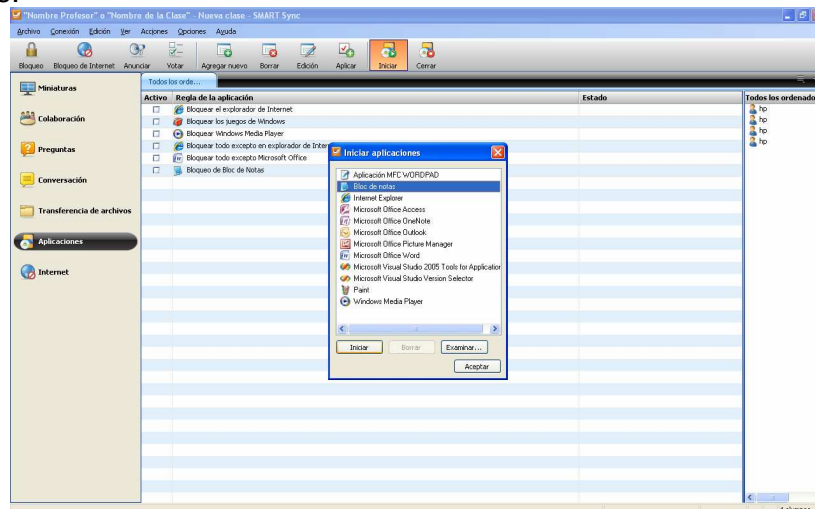 "Nombre Profesor" a "Nombre de la Clase" - Nueva clase - SMART Sync
Archivo Conexión Edición Ver Acciones Opciones Ayuda
Bloqueo Bloqueo de Internet Anunciar Votar Agregar nuevo Borrar Edición Aplicar Iniciar Cerrar
Miniaturas
Colaboración
Preguntas
Conversación
Transferencia de archivos
Aplicaciones
Internet
Todos los orde...
Activo Regla de la aplicación Estado
Bloquear el explorador de Internet
Bloquear los juegos de Windows
Bloquear Windows Media Player
Bloquear todo excepto en explorador de Inter
Bloquear todo excepto Microsoft Office
Bloqueo de Bloc de Notas
Iniciar aplicaciones
Aplicación MFC WORDPAD
Bloc de notas
Internet Explorer
Microsoft Office Access
Microsoft Office OneNote
Microsoft Office Outlook
Microsoft Office Picture Manager
Microsoft Office Word
Microsoft Visual Studio 2005 Tools for Application
Microsoft Visual Studio Version Selector
Paint
Windows Media Player
Iniciar Borrar Examinar...
Aceptar
Todos los ordenado
hp
hp
hp
hp